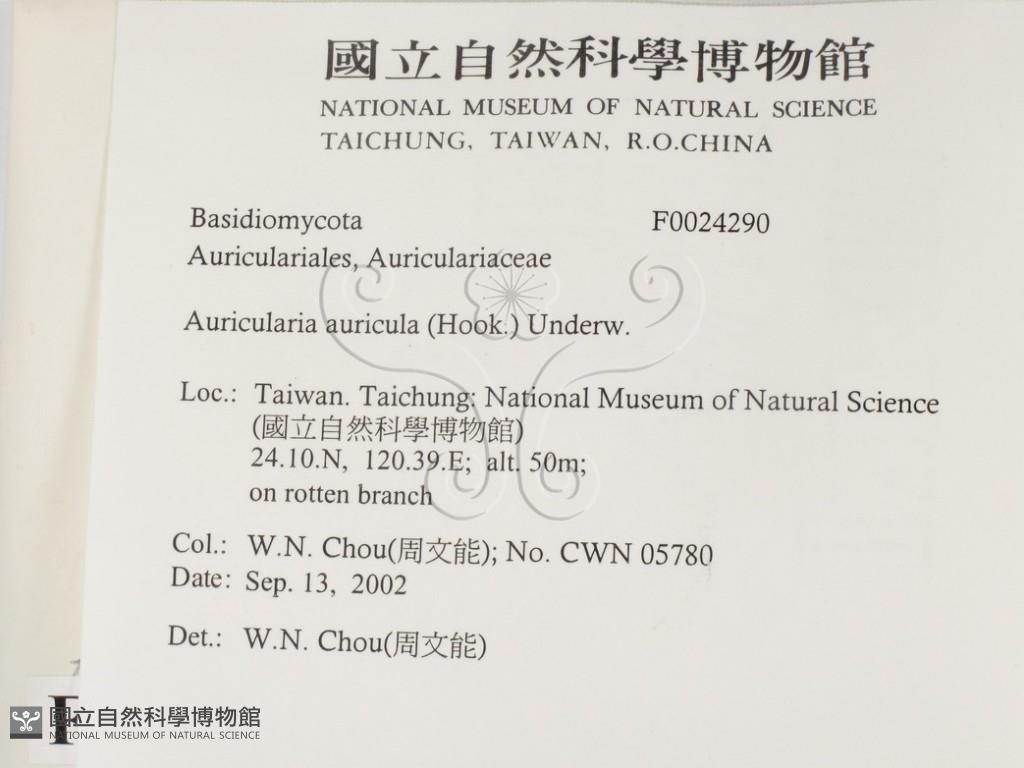 國立自然科學博物館
NATIONAL MUSEUM OF NATURAL SCIENCE
TAICHUNG, TAIWAN, R.O.CHINA
Basidiomycota F0024290
Auriculariales, Auriculariaceae
Auricularia auricula (Hook.) Underw.
Loc.: Taiwan. Taichung: National Museum of Natural Science
(國立自然科學博物館)
24.10.N, 120.39.E; alt. 50m;
on rotten branch
Col.: W.N. Chou(周文能); No. CWN 05780
Date: Sep. 13, 2002
Det.: W.N. Chou(周文能)
國立自然科學博物館
NATIONAL MUSEUM OF NATURAL SCIENCE